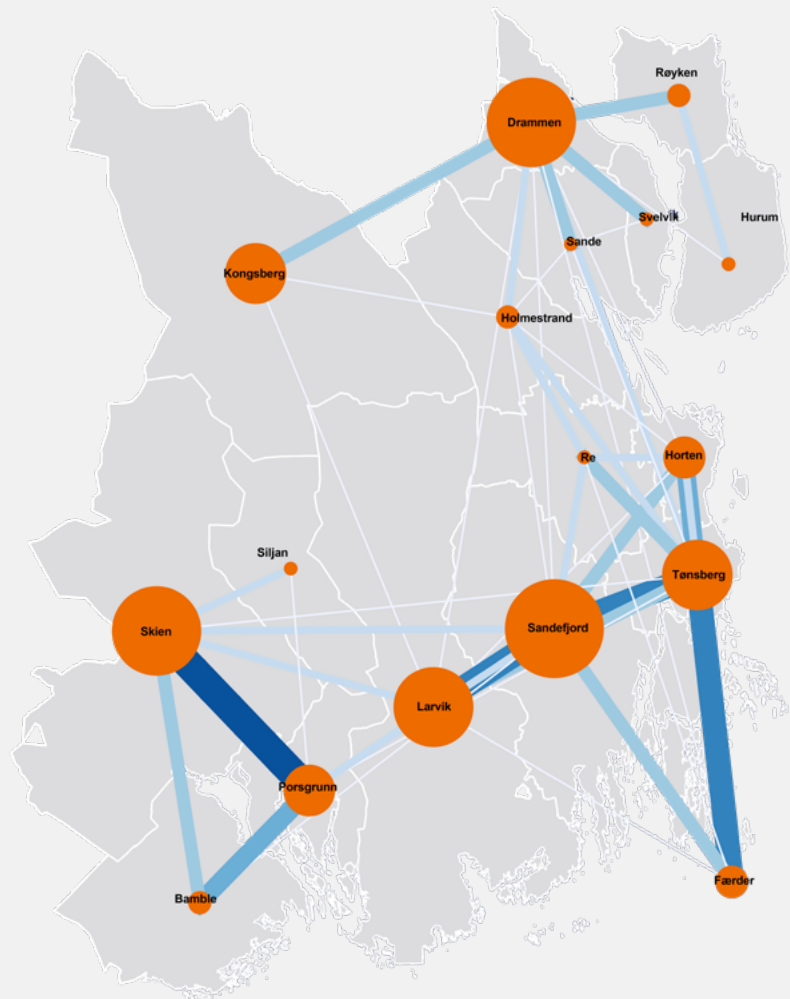 Røyken
Drammen
Svelvik
Hurum
Sande
Kongsberg
Holmestrand
Re
Horten
Siljan
Tønsberg
Skien
Sandefjord
Larvik
Porsgrunn
Færder
Bamble